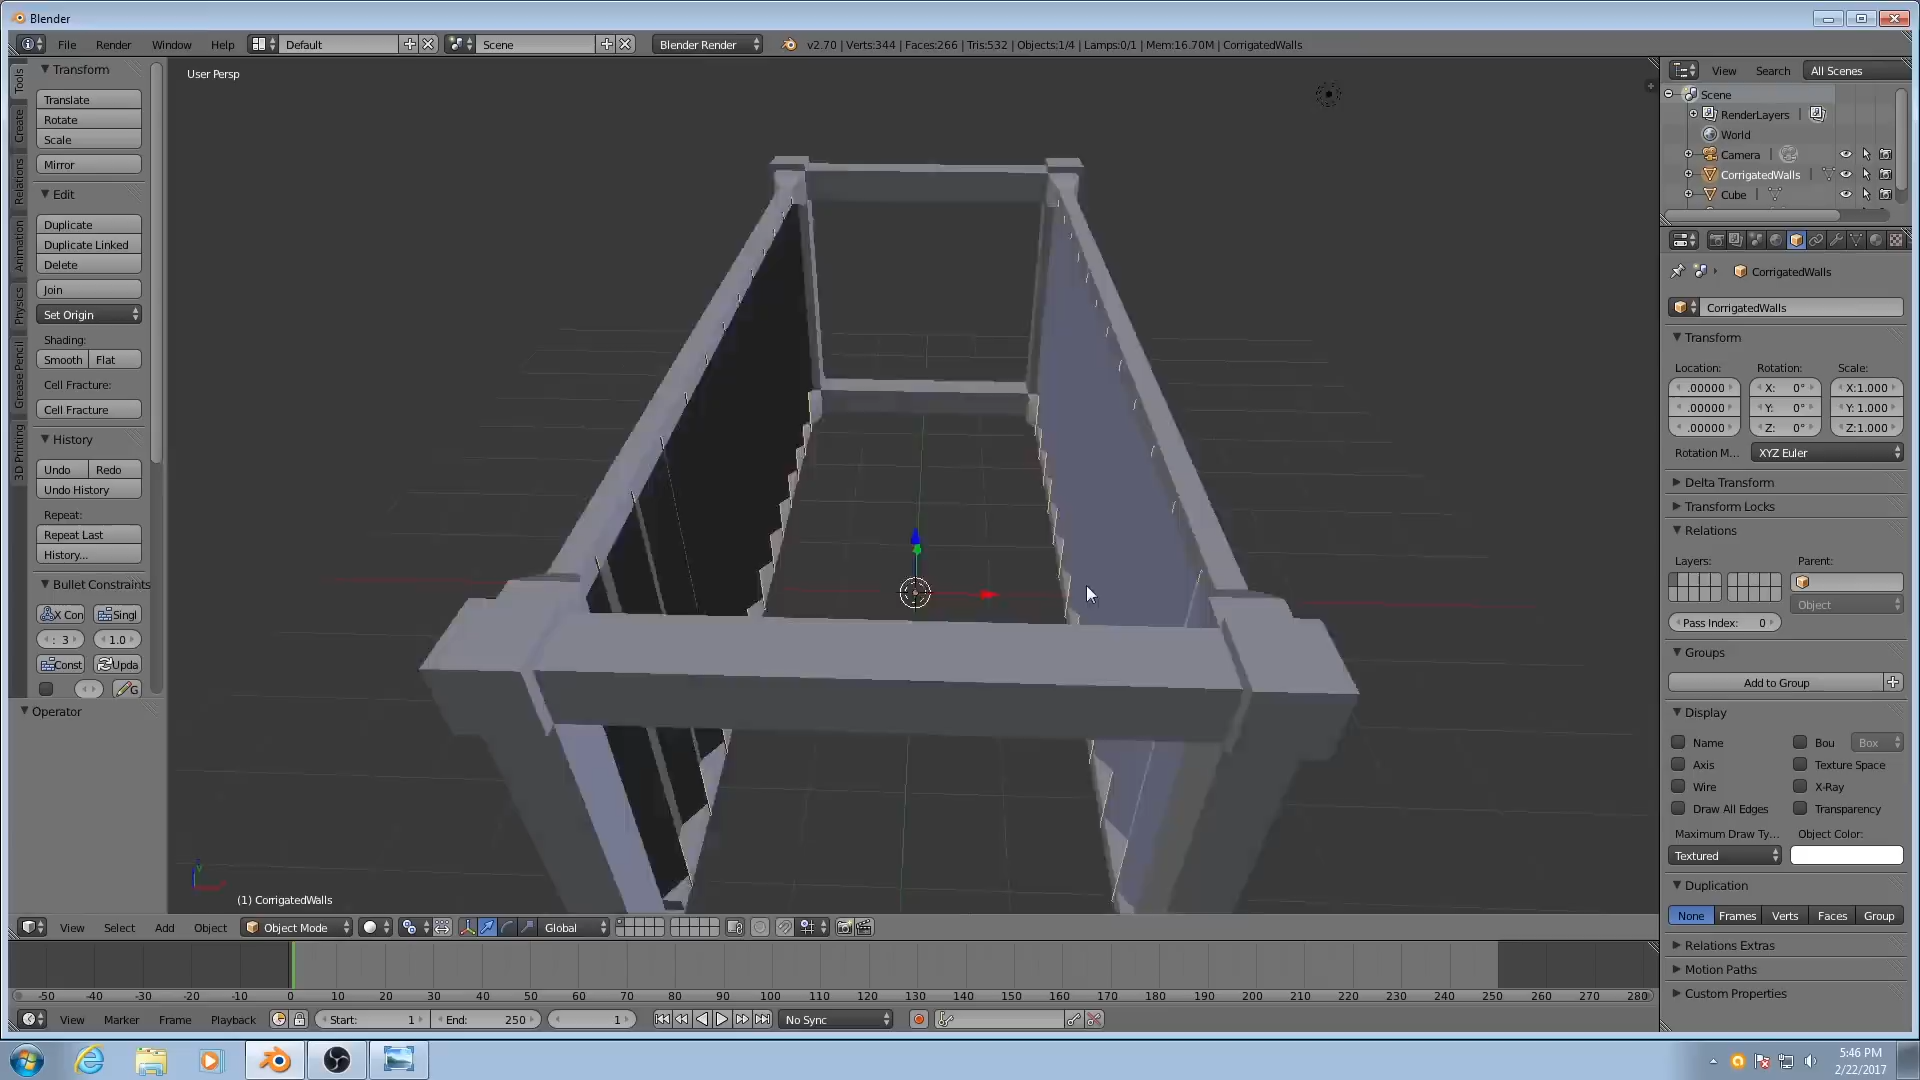 Blender
File Render Window Help Default Scene Blender Render v2.70 | Verts:344 | Faces:266 | Tris:532 | Objects:1/4 | Lamps:0/1 | Mem:16.70M | CorrigatedWalls
Tools
Create
Relations
Animation
Physics
Grease Pencil
3D Printing
Transform
Translate
Rotate
Scale
Mirror
Edit
Duplicate
Duplicate Linked
Delete
Join
Set Origin
Shading:
Smooth Flat
Cell Fracture:
Cell Fracture
History
Undo Redo
Undo History
Repeat:
Repeat Last
History...
Bullet Constraints
X Con Singl
: 3 1.0
Const Upda
G
Operator
User Persp
(1) CorrigatedWalls
View Search All Scenes
Scene
RenderLayers
World
Camera
CorrigatedWalls
Cube
CorrigatedWalls
CorrigatedWalls
Transform
Location: Rotation: Scale:
.00000 X: 0° X:1.000
.00000 Y: 0° Y: 1.000
.00000 Z: 0° Z:1.000
Rotation M... XYZ Euler
Delta Transform
Transform Locks
Relations
Layers: Parent:
Object
Pass Index: 0
Groups
Add to Group
Display
Name Bou Box
Axis Texture Space
Wire X-Ray
Draw All Edges Transparency
Maximum Draw Ty... Object Color:
Textured
Duplication
None Frames Verts Faces Group
Relations Extras
Motion Paths
Custom Properties
View Select Add Object Object Mode Global
-50 -40 -30 -20 -10 0 10 20 30 40 50 60 70 80 90 100 110 120 130 140 150 160 170 180 190 200 210 220 230 240 250 260 270 280
View Marker Frame Playback Start: 1 End: 250 1 No Sync
5:46 PM
2/22/2017